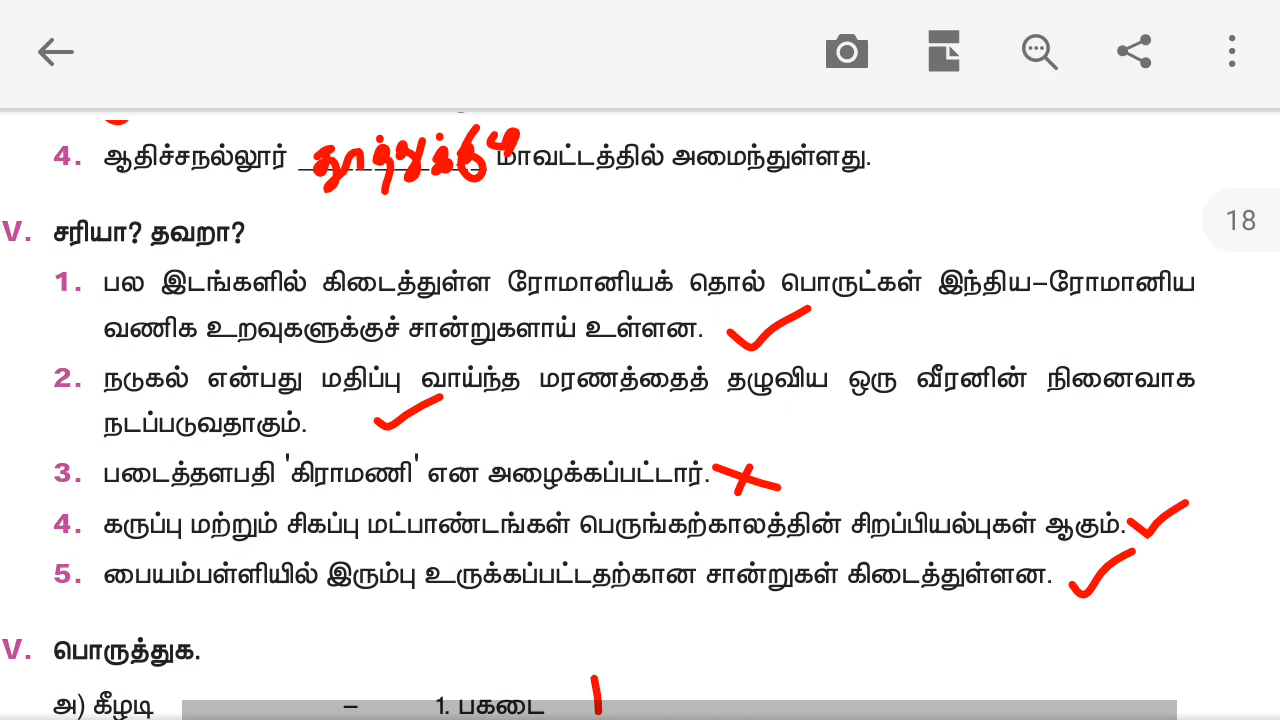 4. ஆதிச்சநல்லூர் தூத்துக்குடி மாவட்டத்தில் அமைந்துள்ளது.
18
V. சரியா? தவறா?
1. பல இடங்களில் கிடைத்துள்ள ரோமானியக் தொல் பொருட்கள் இந்திய–ரோமானிய
வணிக உறவுகளுக்குச் சான்றுகளாய் உள்ளன.
2. நடுகல் என்பது மதிப்பு வாய்ந்த மரணத்தைத் தழுவிய ஒரு வீரனின் நினைவாக
நடப்படுவதாகும்.
3. படைத்தளபதி 'கிராமணி' என அழைக்கப்பட்டார்.
4. கருப்பு மற்றும் சிகப்பு மட்பாண்டங்கள் பெருங்கற்காலத்தின் சிறப்பியல்புகள் ஆகும்.
5. பையம்பள்ளியில் இரும்பு உருக்கப்பட்டதற்கான சான்றுகள் கிடைத்துள்ளன.
V. பொருத்துக.
அ) கீழடி – 1. பகடை